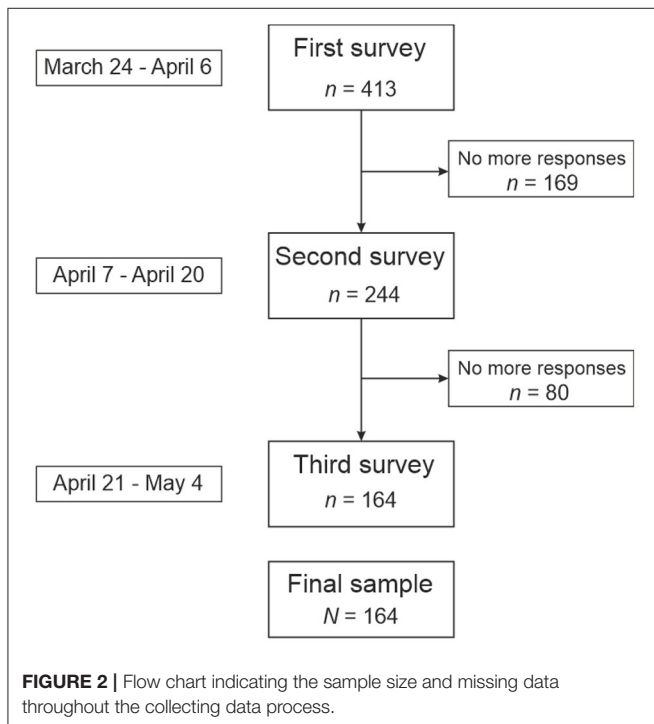 First survey
March 24 - April 6
n = 413
No more responses
n = 169
Second survey
April 7 - April 20
n = 244
No more responses
n = 80
Third survey
April 21 - May 4
n = 164
Final sample
N = 164
FIGURE 2 | Flow chart indicating the sample size and missing data
throughout the collecting data process.